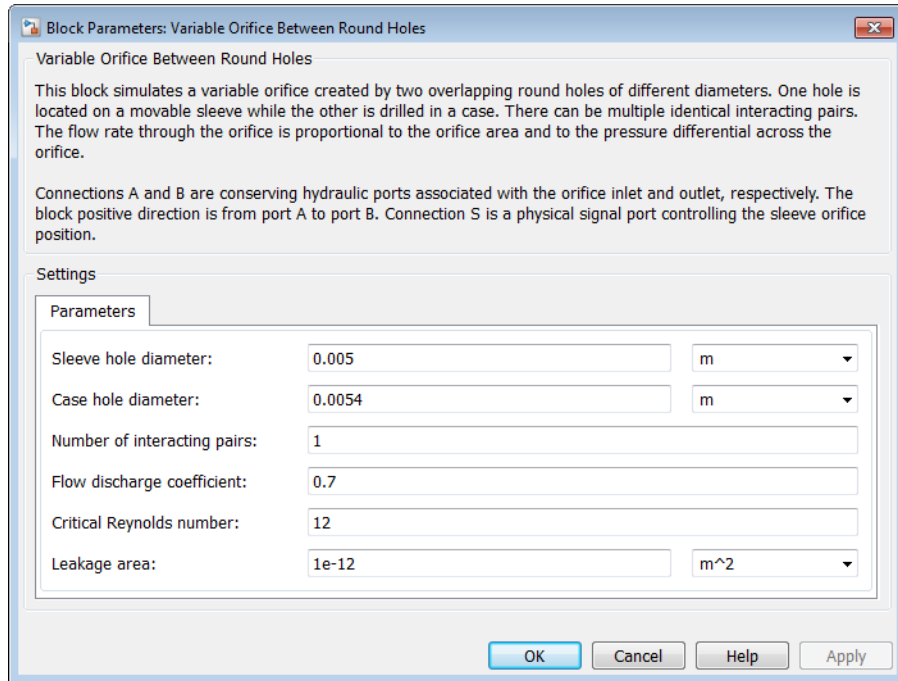 Block Parameters: Variable Orifice Between Round Holes
Variable Orifice Between Round Holes
This block simulates a variable orifice created by two overlapping round holes of different diameters. One hole is
located on a movable sleeve while the other is drilled in a case. There can be multiple identical interacting pairs.
The flow rate through the orifice is proportional to the orifice area and to the pressure differential across the
orifice.
Connections A and B are conserving hydraulic ports associated with the orifice inlet and outlet, respectively. The
block positive direction is from port A to port B. Connection S is a physical signal port controlling the sleeve orifice
position.
Settings
Parameters
Sleeve hole diameter: 0.005 m
Case hole diameter: 0.0054 m
Number of interacting pairs: 1
Flow discharge coefficient: 0.7
Critical Reynolds number: 12
Leakage area: 1e-12 m^2
OK Cancel Help Apply